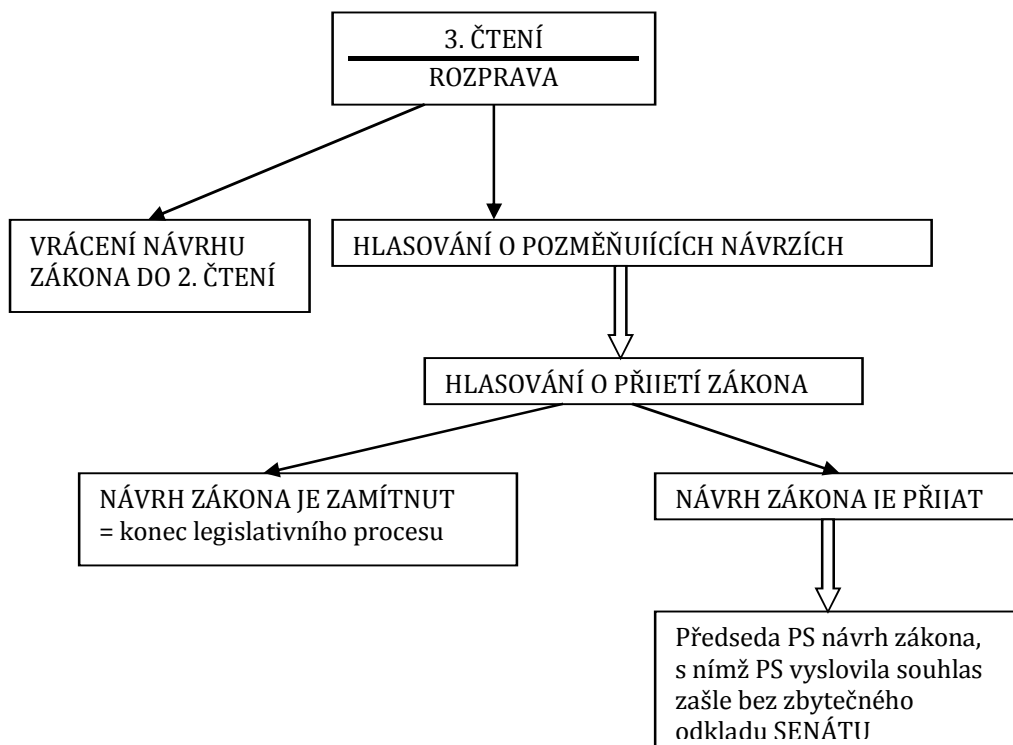 3. ČTENÍ
ROZPRAVA
VRÁCENÍ NÁVRHU
ZÁKONA DO 2. ČTENÍ
HLASOVÁNÍ O POZMĚŇUJÍCÍCH NÁVRZÍCH
HLASOVÁNÍ O PŘIJETÍ ZÁKONA
NÁVRH ZÁKONA JE ZAMÍTNUT
= konec legislativního procesu
NÁVRH ZÁKONA JE PŘIJAT
Předseda PS návrh zákona,
s nímž PS vyslovila souhlas
zašle bez zbytečného
odkladu SENÁTU